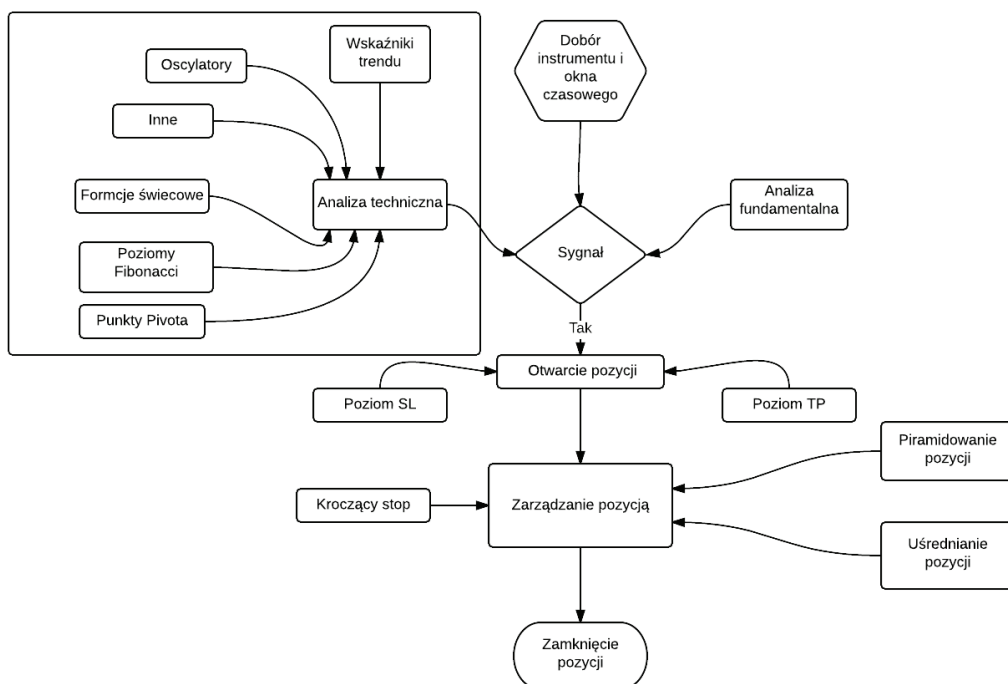 Wskaźniki
trendu
Oscylatory
Inne
Formcje świecowe
Analiza techniczna
Poziomy
Fibonacci
Punkty Pivota
Dobór
instrumentu i
okna
czasowego
Analiza
fundamentalna
Sygnał
Tak
Otwarcie pozycji
Poziom SL
Poziom TP
Piramidowanie
pozycji
Kroczący stop
Zarządzanie pozycją
Uśrednianie
pozycji
Zamknięcie
pozycji